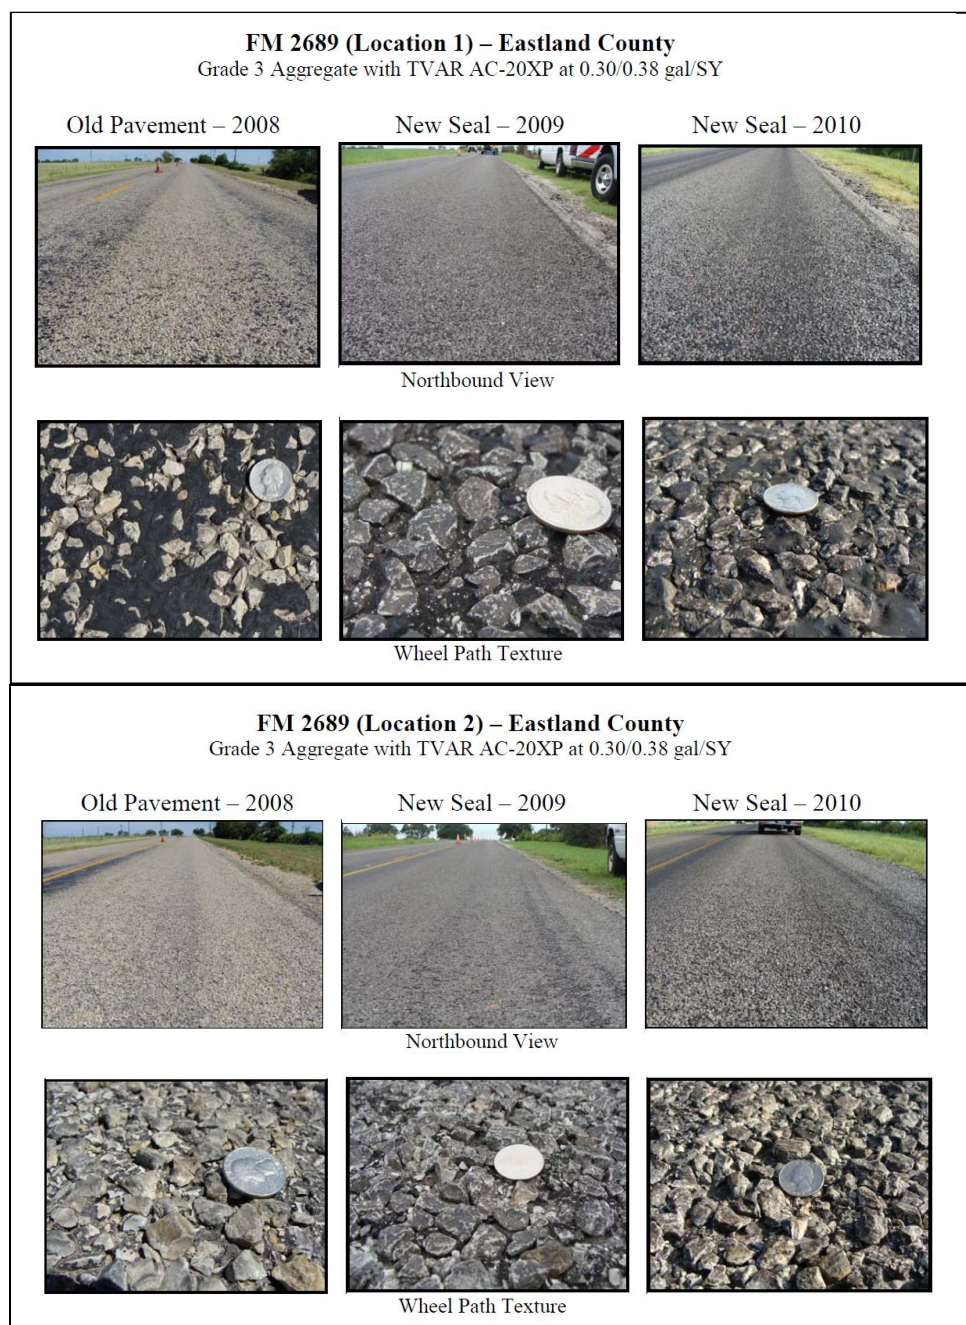 FM 2689 (Location 1) – Eastland County
Grade 3 Aggregate with TVAR AC-20XP at 0.30/0.38 gal/SY
Old Pavement – 2008
New Seal – 2009
New Seal – 2010
Northbound View
Wheel Path Texture
FM 2689 (Location 2) – Eastland County
Grade 3 Aggregate with TVAR AC-20XP at 0.30/0.38 gal/SY
Old Pavement – 2008
New Seal – 2009
New Seal – 2010
Northbound View
Wheel Path Texture